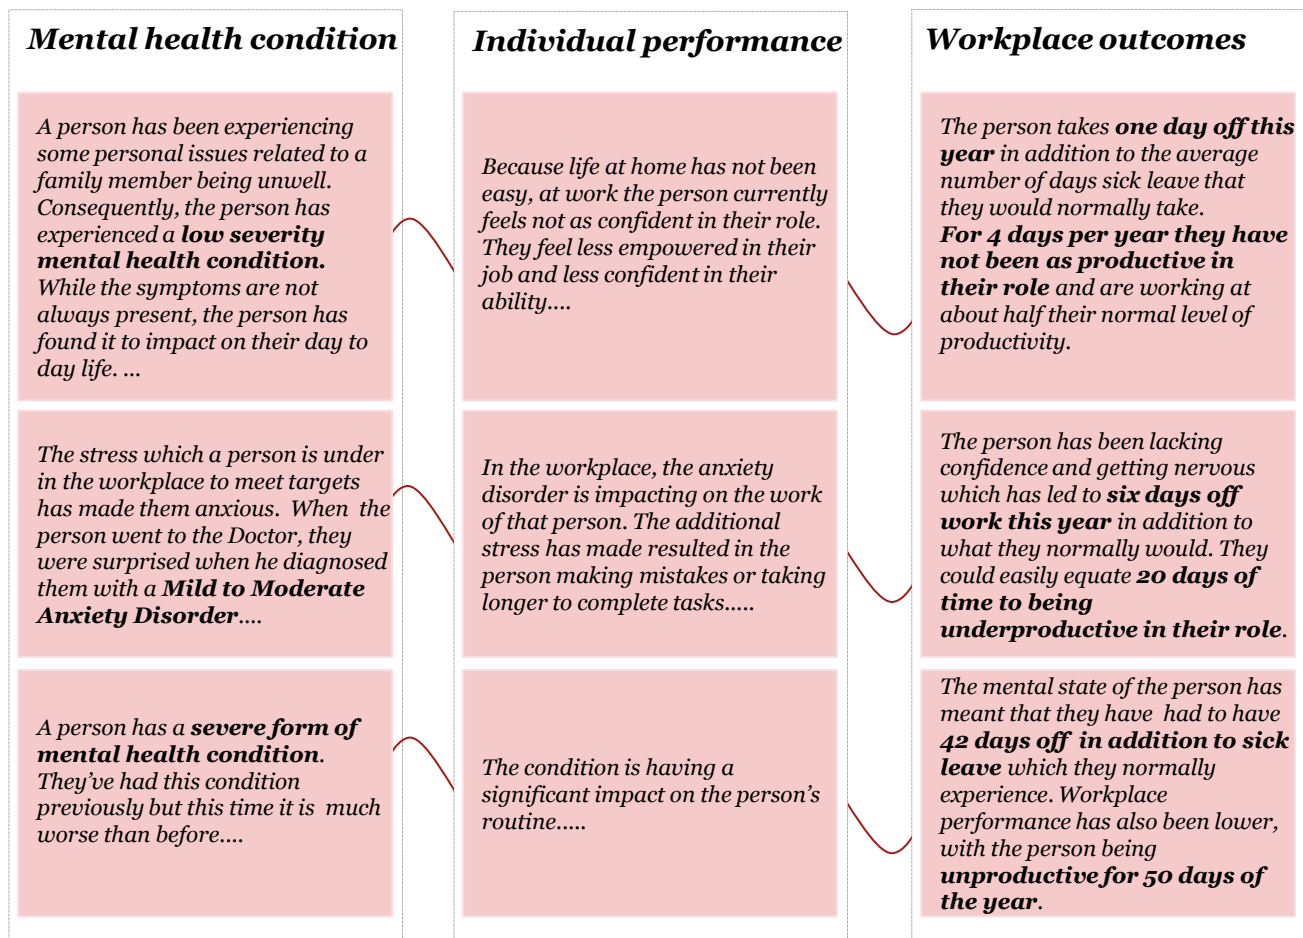 Mental health condition
Individual performance
Workplace outcomes
A person has been experiencing
some personal issues related to a
family member being unwell.
Consequently, the person has
experienced a low severity
mental health condition.
While the symptoms are not
always present, the person has
found it to impact on their day to
day life. ...
Because life at home has not been
easy, at work the person currently
feels not as confident in their role.
They feel less empowered in their
job and less confident in their
ability....
The person takes one day off this
year in addition to the average
number of days sick leave that
they would normally take.
For 4 days per year they have
not been as productive in
their role and are working at
about half their normal level of
productivity.
The stress which a person is under
in the workplace to meet targets
has made them anxious. When the
person went to the Doctor, they
were surprised when he diagnosed
them with a Mild to Moderate
Anxiety Disorder....
In the workplace, the anxiety
disorder is impacting on the work
of that person. The additional
stress has made resulted in the
person making mistakes or taking
longer to complete tasks.....
The person has been lacking
confidence and getting nervous
which has led to six days off
work this year in addition to
what they normally would. They
could easily equate 20 days of
time to being
underproductive in their role.
A person has a severe form of
mental health condition.
They've had this condition
previously but this time it is much
worse than before....
The condition is having a
significant impact on the person's
routine.....
The mental state of the person has
meant that they have had to have
42 days off in addition to sick
leave which they normally
experience. Workplace
performance has also been lower,
with the person being
unproductive for 50 days of
the year.